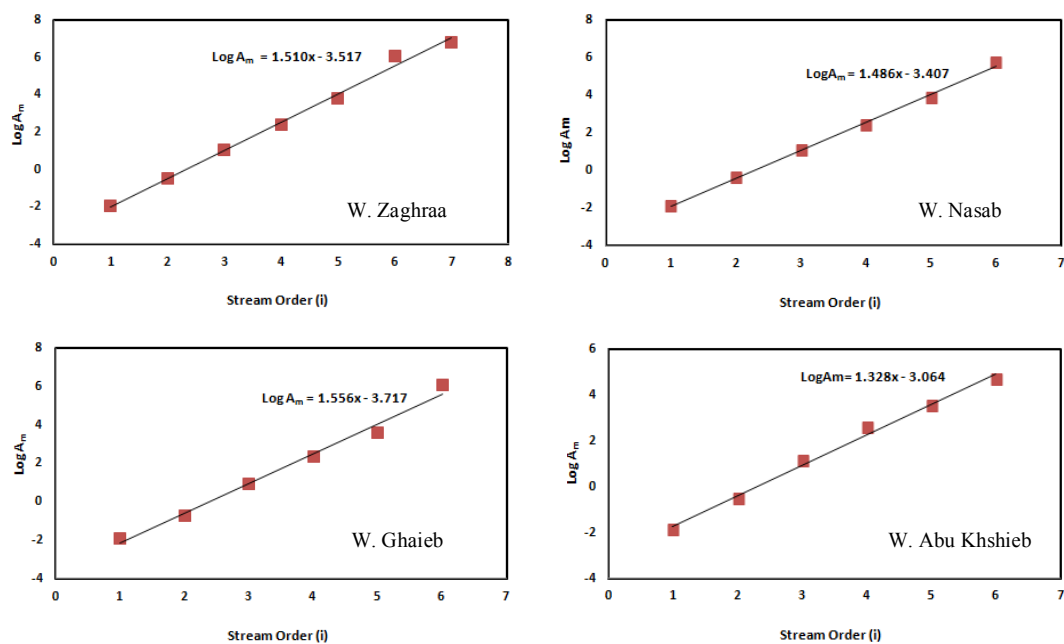 8
6
4
2
0
-2
-4
Log Am
Log Am = 1.510x - 3.517
W. Zaghraa
0 1 2 3 4 5 6 7 8
Stream Order (i)
8
6
4
2
0
-2
-4
Log Am
LogAm = 1.486x - 3.407
W. Nasab
0 1 2 3 4 5 6 7
Stream Order (i)
8
6
4
2
0
-2
-4
Log Am
Log Am = 1.556x - 3.717
W. Ghaieb
0 1 2 3 4 5 6 7
Stream Order (i)
6
4
2
0
-2
-4
Log Am
LogAm= 1.328x - 3.064
W. Abu Khshieb
0 1 2 3 4 5 6 7
Stream Order (i)